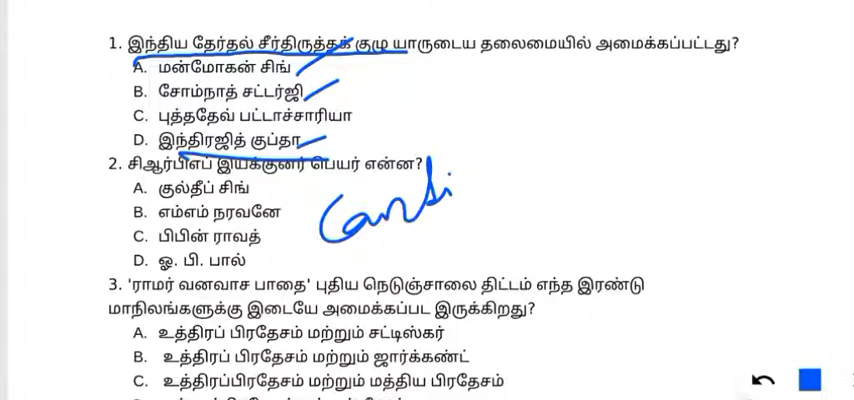 1. இந்திய தேர்தல் சீர்திருத்தக் குழு யாருடைய தலைமையில் அமைக்கப்பட்டது?
A. மன்மோகன் சிங்
B. சோம்நாத் சட்டர்ஜி
C. புத்ததேவ் பட்டாச்சாரியா
D. இந்திரஜித் குப்தா
2. சிஆர்பிஎப் இயக்குனர் பெயர் என்ன?
A. குல்தீப் சிங்
B. எம்எம் நரவனே
C. பிபின் ராவத்
D. ஓ. பி. பால்
3. 'ராமர் வனவாச பாதை' புதிய நெடுஞ்சாலை திட்டம் எந்த இரண்டு
மாநிலங்களுக்கு இடையே அமைக்கப்பட இருக்கிறது?
A. உத்திரப் பிரதேசம் மற்றும் சட்டிஸ்கர்
B. உத்திரப் பிரதேசம் மற்றும் ஜார்க்கண்ட்
C. உத்திரப்பிரதேசம் மற்றும் மத்திய பிரதேசம்